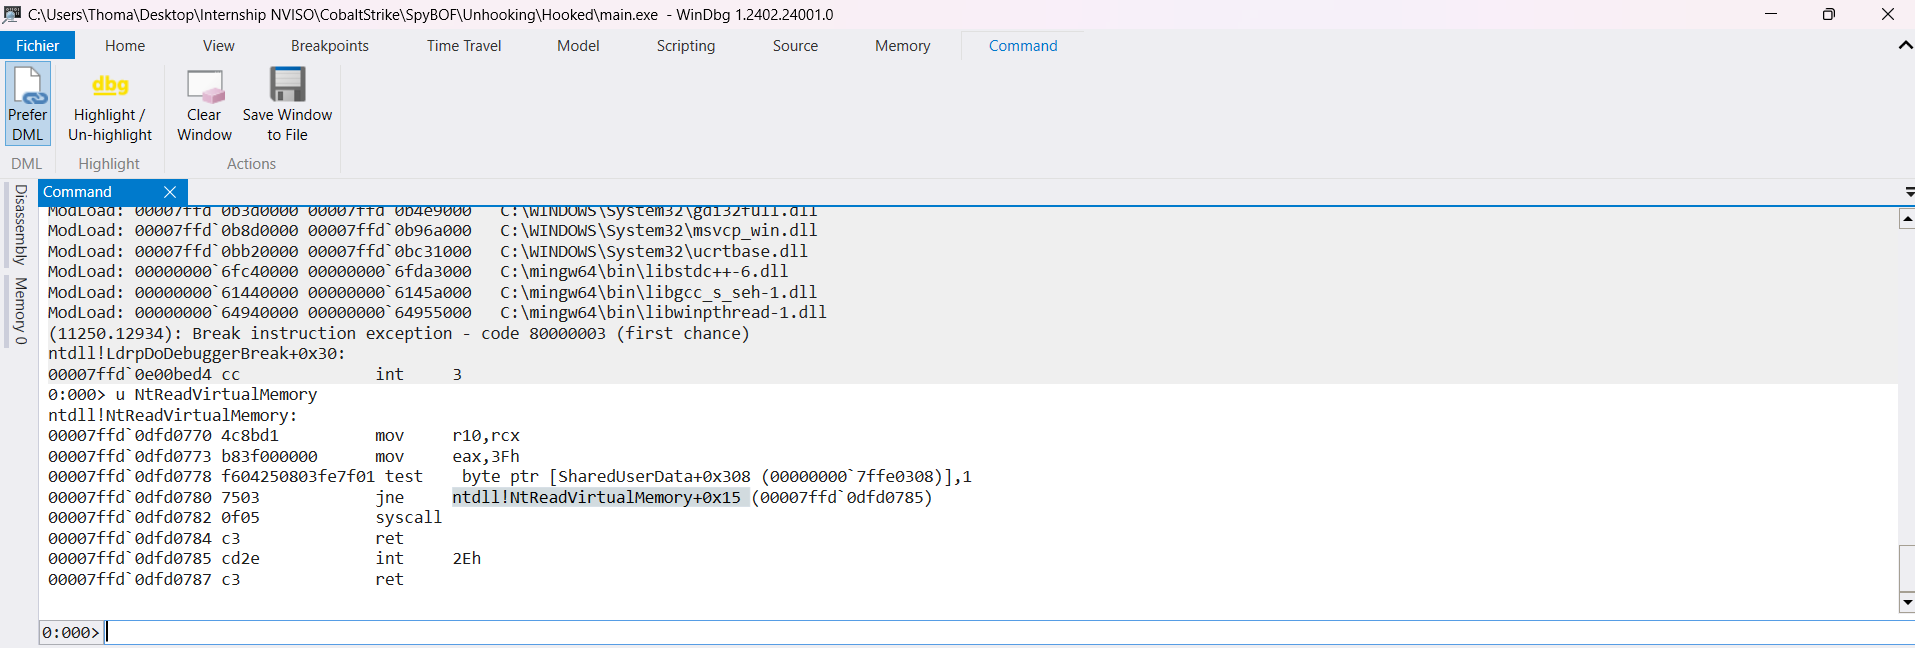 C:\Users\Thoma\Desktop\Internship NVISO\CobaltStrike\SpyBOF\Unhooking\Hooked\main.exe - WinDbg 1.2402.24001.0
Fichier Home View Breakpoints Time Travel Model Scripting Source Memory Command
Prefer DML
dbg
Highlight / Un-highlight
Clear Window
Save Window to File
DML Highlight Actions
Disassembly
Memory 0
Command
ModLoad: 00007ffd`0b3d0000 00007ffd`0b4e9000   C:\WINDOWS\System32\gdi32full.dll
ModLoad: 00007ffd`0b8d0000 00007ffd`0b96a000   C:\WINDOWS\System32\msvcp_win.dll
ModLoad: 00007ffd`0bb20000 00007ffd`0bc31000   C:\WINDOWS\System32\ucrtbase.dll
ModLoad: 00000000`6fc40000 00000000`6fda3000   C:\mingw64\bin\libstdc++-6.dll
ModLoad: 00000000`61440000 00000000`6145a000   C:\mingw64\bin\libgcc_s_seh-1.dll
ModLoad: 00000000`64940000 00000000`64955000   C:\mingw64\bin\libwinpthread-1.dll
(11250.12934): Break instruction exception - code 80000003 (first chance)
ntdll!LdrpDoDebuggerBreak+0x30:
00007ffd`0e00bed4 cc              int     3
0:000> u NtReadVirtualMemory
ntdll!NtReadVirtualMemory:
00007ffd`0dfd0770 4c8bd1          mov     r10,rcx
00007ffd`0dfd0773 b83f000000      mov     eax,3Fh
00007ffd`0dfd0778 f604250803fe7f01 test    byte ptr [SharedUserData+0x308 (00000000`7ffe0308)],1
00007ffd`0dfd0780 7503            jne     ntdll!NtReadVirtualMemory+0x15 (00007ffd`0dfd0785)
00007ffd`0dfd0782 0f05            syscall
00007ffd`0dfd0784 c3              ret
00007ffd`0dfd0785 cd2e            int     2Eh
00007ffd`0dfd0787 c3              ret
0:000>